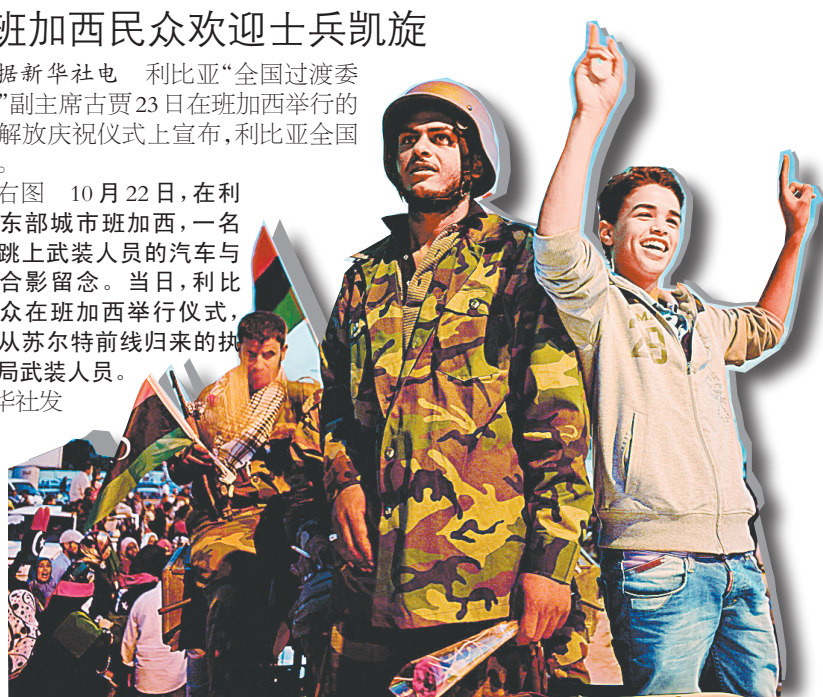 班加西民众欢迎士兵凯旋
据新华社电 利比亚“全国过渡委
”副主席古贾23日在班加西举行的
解放庆祝仪式上宣布,利比亚全国
。
右图 10月22日,在利
东部城市班加西,一名
跳上武装人员的汽车与
合影留念。当日,利比
众在班加西举行仪式,
从苏尔特前线归来的执
局武装人员。
华社发
29